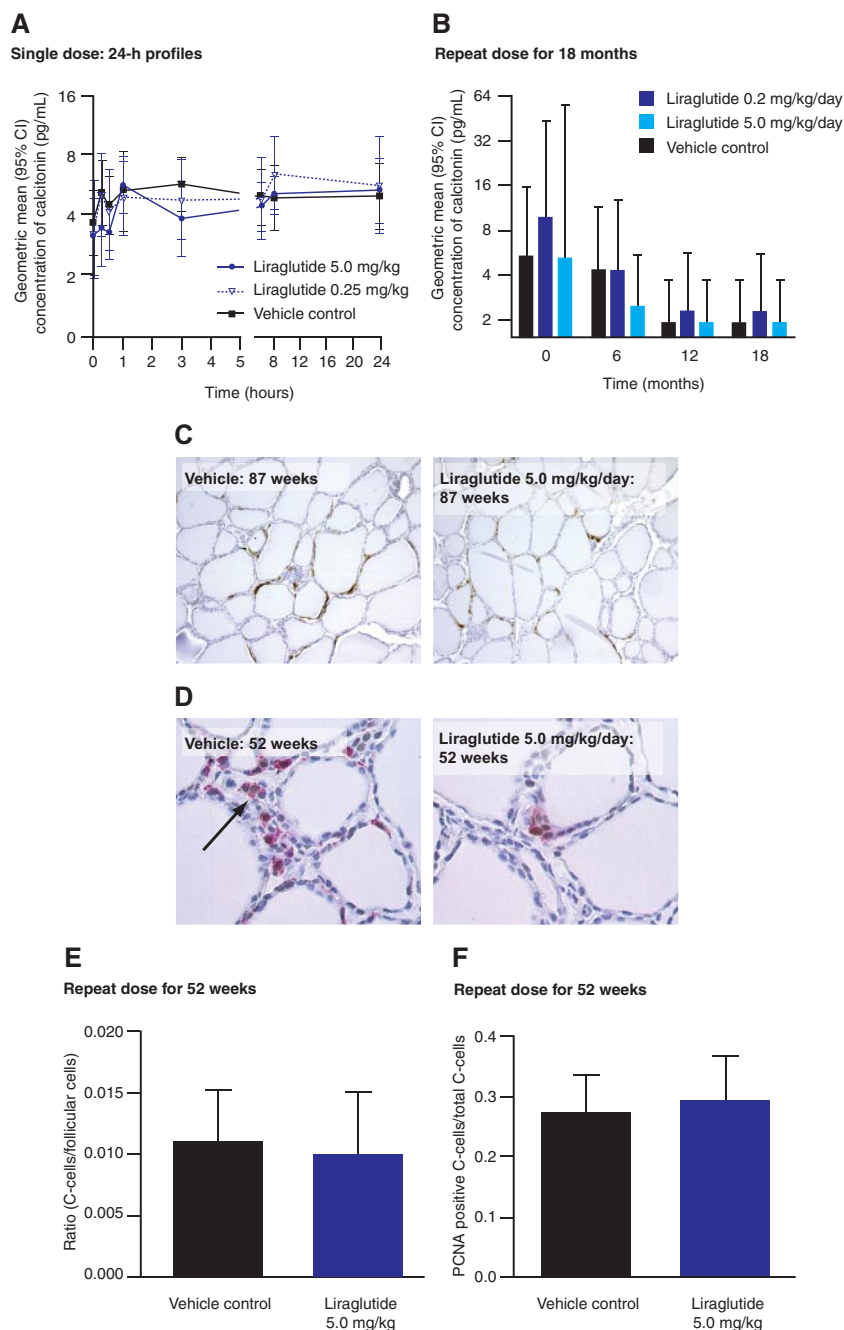 A
Single dose: 24-h profiles
Geometric mean (95% CI)
concentration of calcitonin (pg/mL)
16
8
4
2
0
Liraglutide 5.0 mg/kg
Liraglutide 0.25 mg/kg
Vehicle control
0 1 2 3 4 5 8 12 16 20 24
Time (hours)
B
Repeat dose for 18 months
Geometric mean (95% CI)
concentration of calcitonin (pg/mL)
64
32
16
8
4
2
Liraglutide 0.2 mg/kg/day
Liraglutide 5.0 mg/kg/day
Vehicle control
0 6 12 18
Time (months)
C
Vehicle: 87 weeks
Liraglutide 5.0 mg/kg/day:
87 weeks
D
Vehicle: 52 weeks
Liraglutide 5.0 mg/kg/day:
52 weeks
E
Repeat dose for 52 weeks
Ratio (C-cells/follicular cells)
0.020
0.015
0.010
0.005
0.000
Vehicle control
Liraglutide
5.0 mg/kg
F
Repeat dose for 52 weeks
PCNA positive C-cells/total C-cells
0.4
0.3
0.2
0.1
0.0
Vehicle control
Liraglutide
5.0 mg/kg